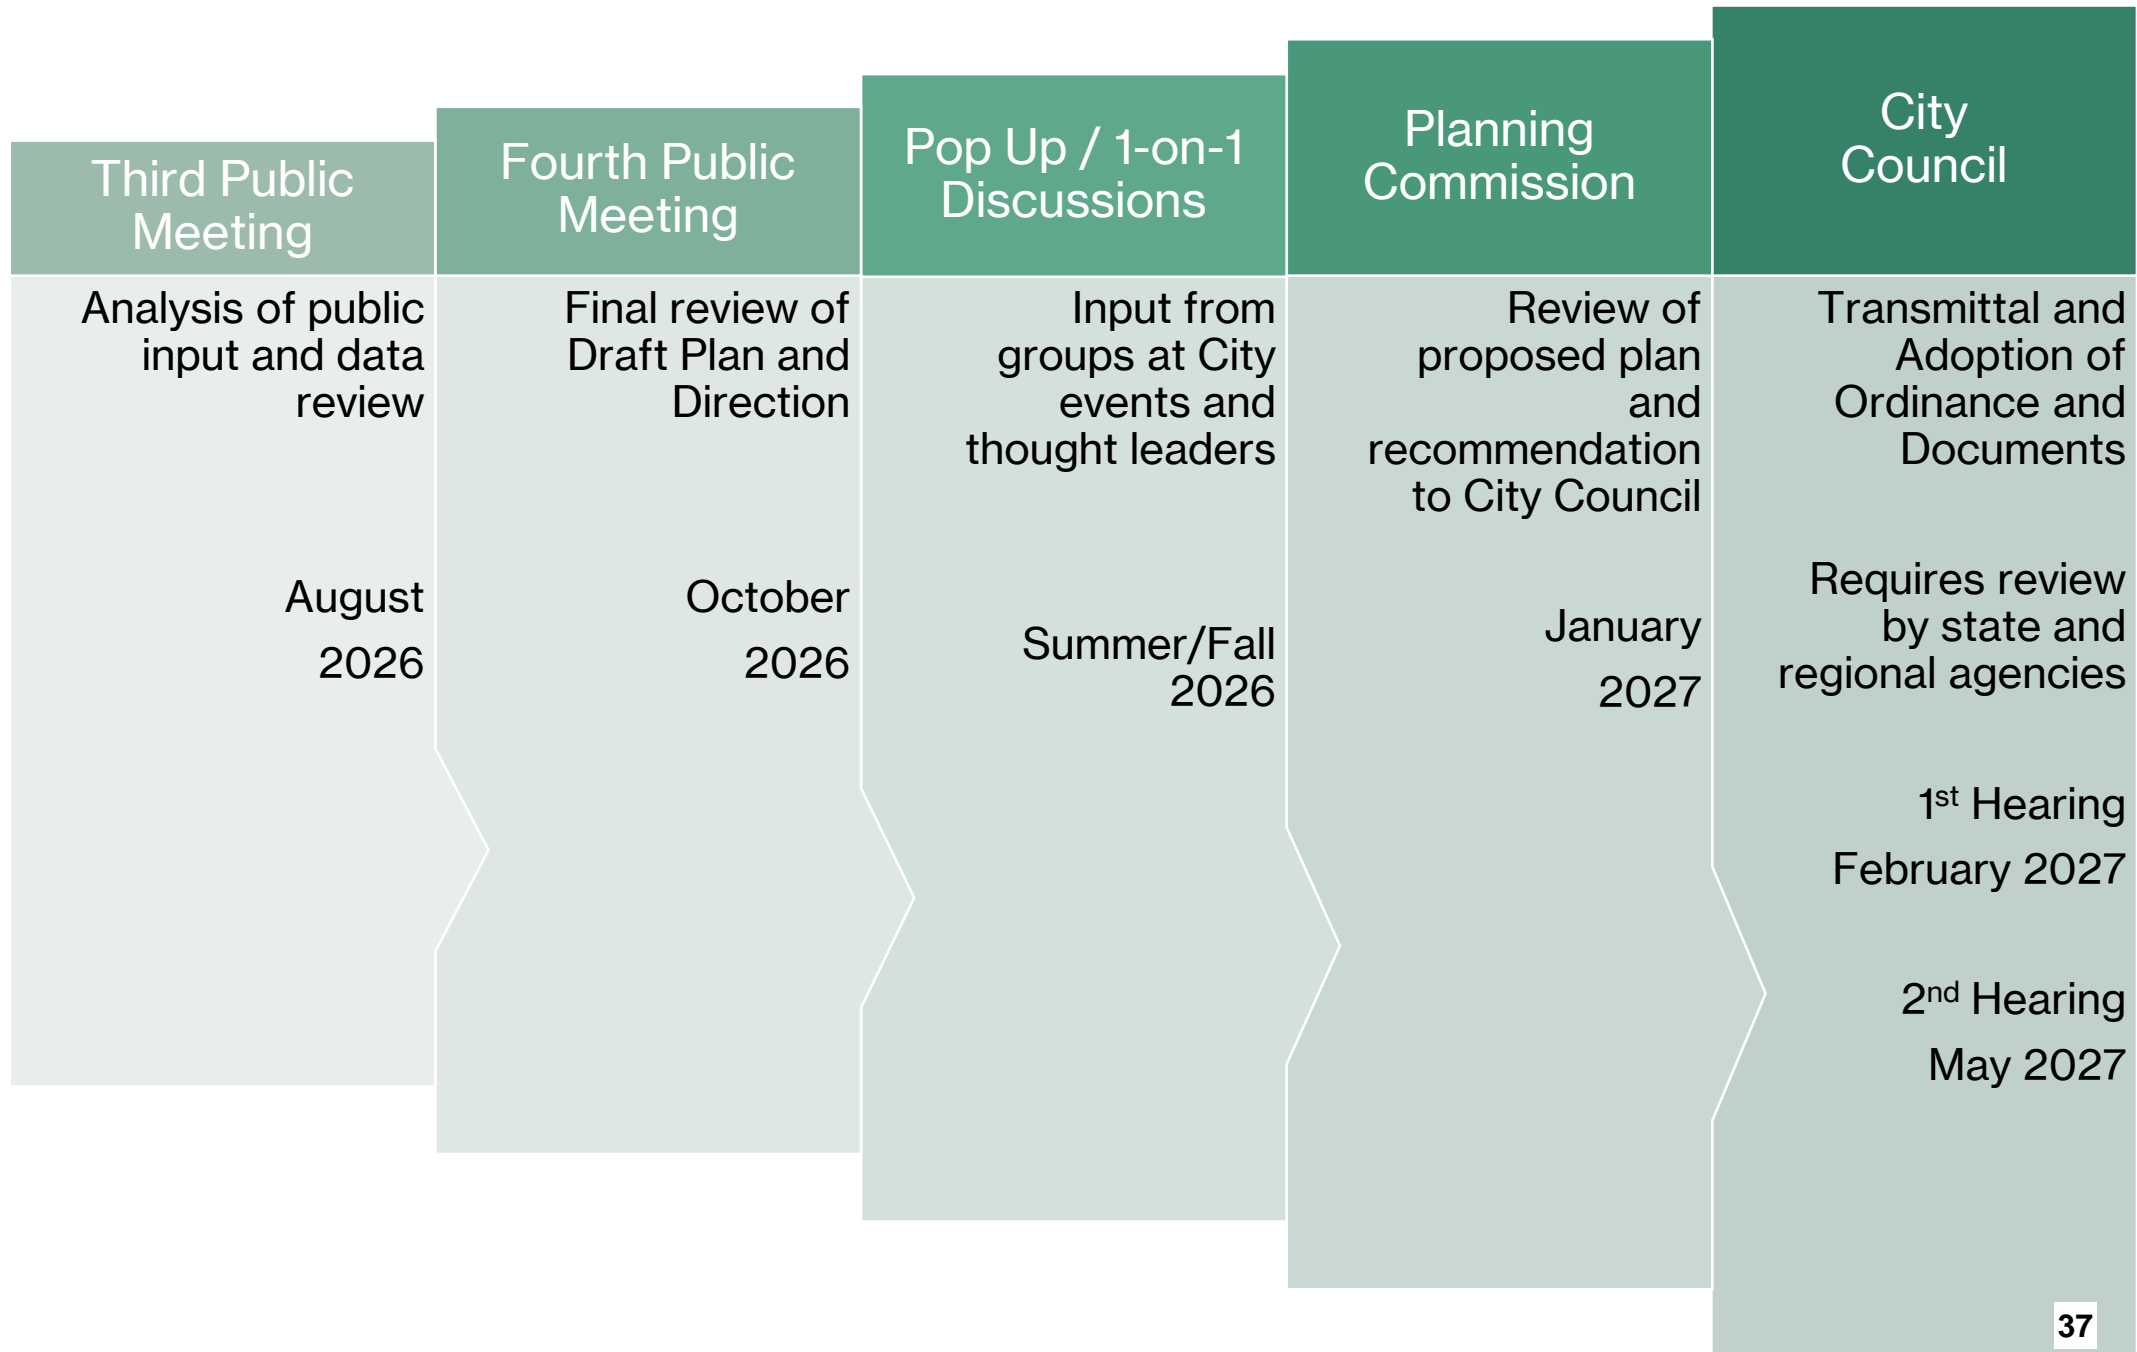 Third Public
Meeting
Analysis of public
input and data
review
August
2026
Fourth Public
Meeting
Final review of
Draft Plan and
Direction
October
2026
Pop Up / 1-on-1
Discussions
Input from
groups at City
events and
thought leaders
Summer/Fall
2026
Planning
Commission
Review of
proposed plan
and
recommendation
to City Council
January
2027
City
Council
Transmittal and
Adoption of
Ordinance and
Documents
Requires review
by state and
regional agencies
1st Hearing
February 2027
2nd Hearing
May 2027
37